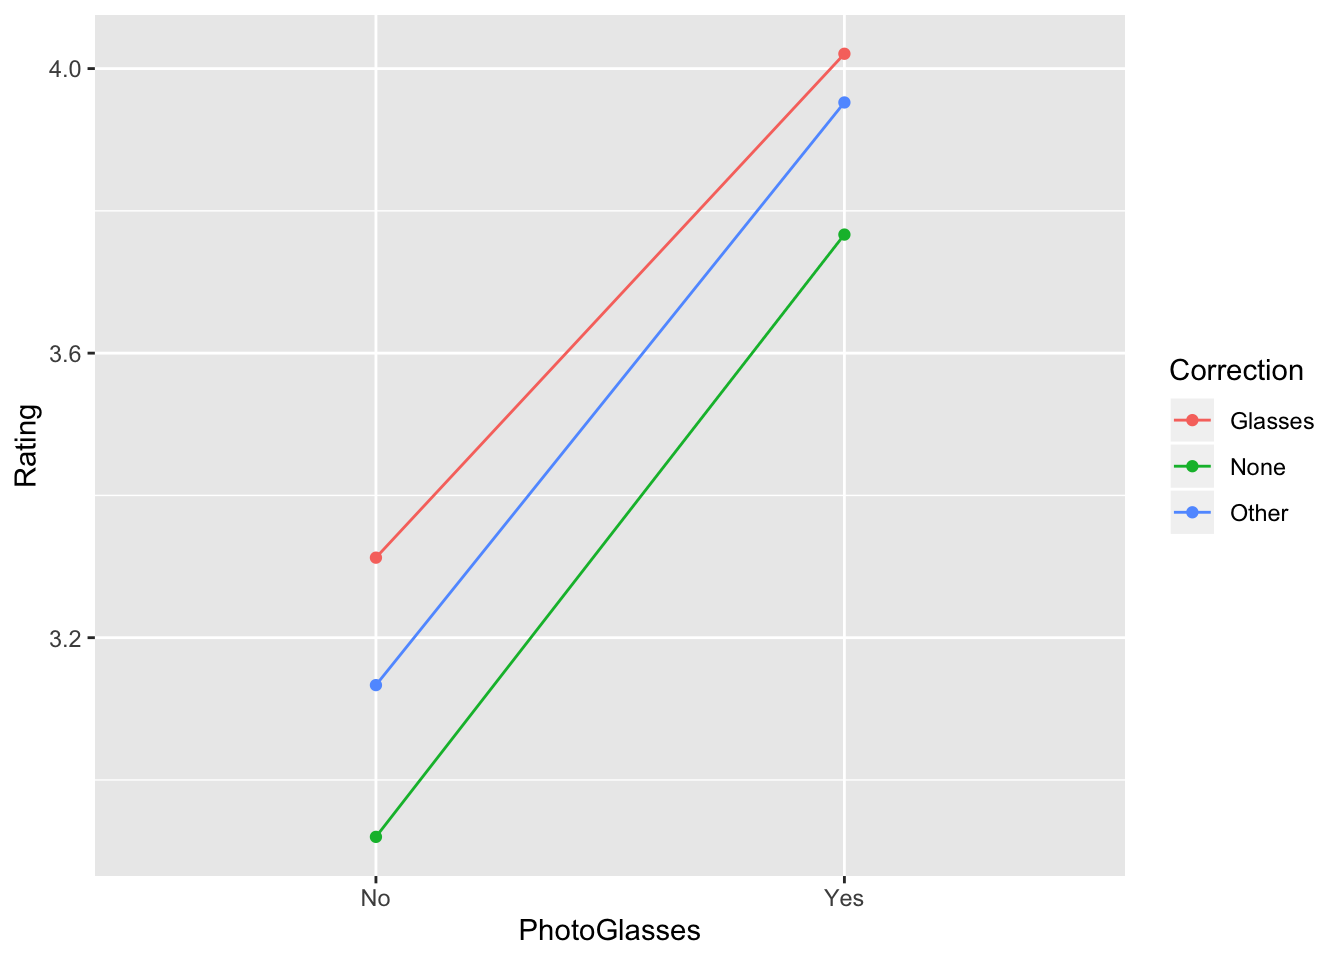 4.0
3.6
3.2
Rating
No
Yes
PhotoGlasses
Correction
Glasses
None
Other